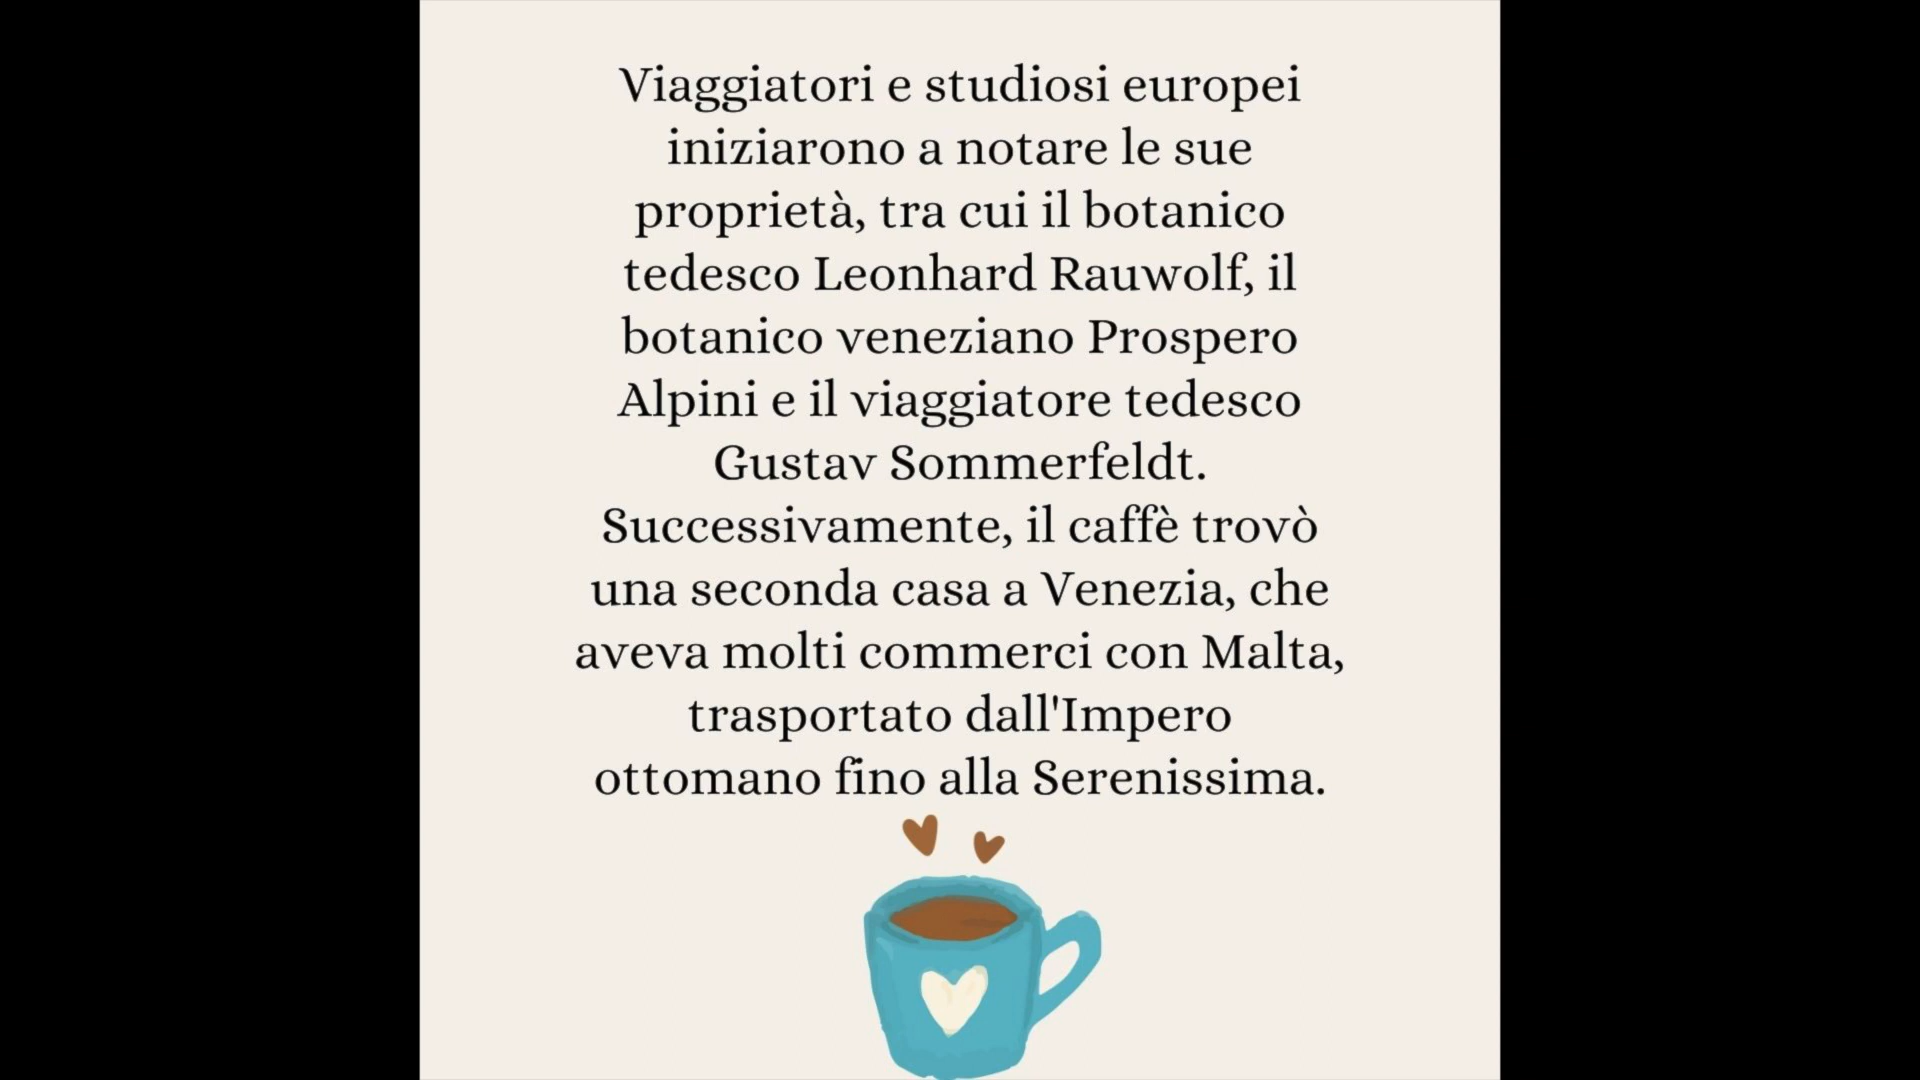 Viaggiatori e studiosi europei
iniziarono a notare le sue
proprietà, tra cui il botanico
tedesco Leonhard Rauwolf, il
botanico veneziano Prospero
Alpini e il viaggiatore tedesco
Gustav Sommerfeldt.
Successivamente, il caffè trovò
una seconda casa a Venezia, che
aveva molti commerci con Malta,
trasportato dall'Impero
ottomano fino alla Serenissima.